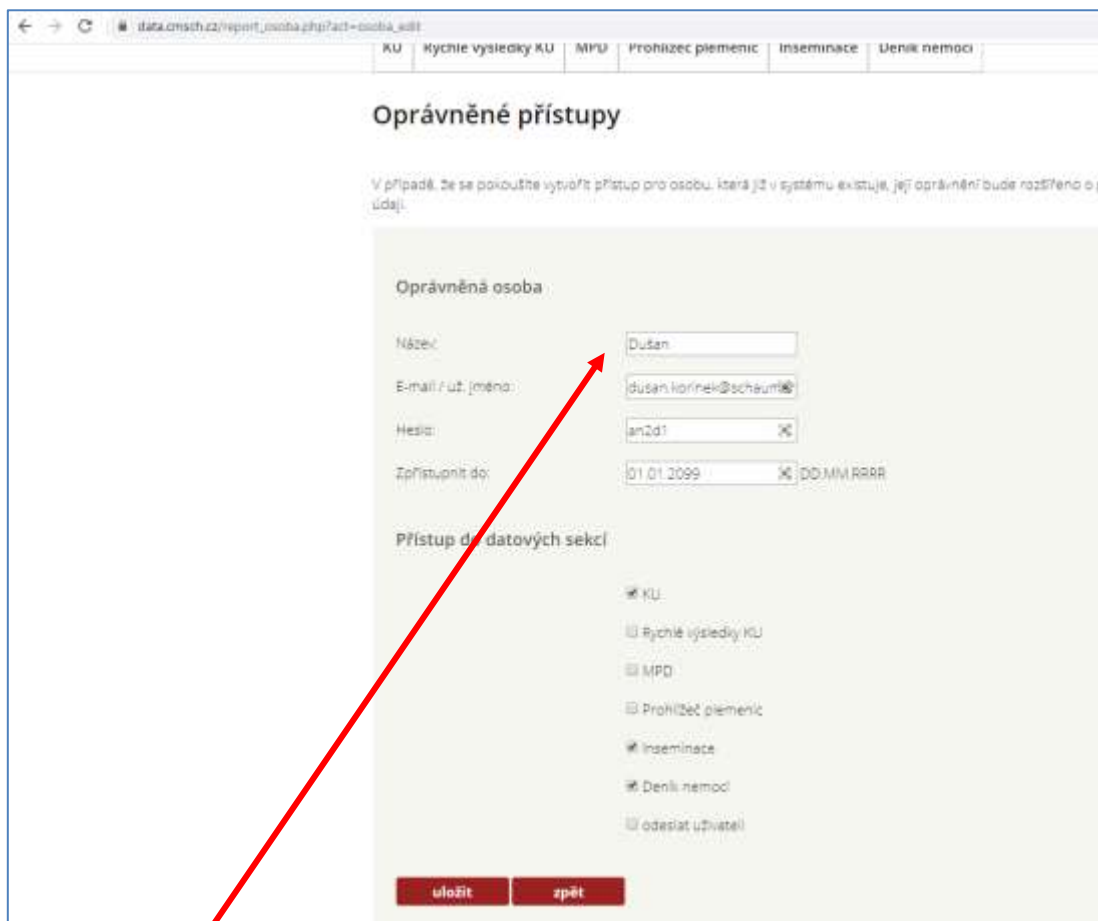 data.cmsch.cz/report_osoba.php?act=osoba_edit
KU Rychlé výsledky KU MPD Prohlížeč plemenic Inseminace Deník nemocí
Oprávněné přístupy
V případě, že se pokoušíte vytvořit přístup pro osobu, která již v systému existuje, její oprávnění bude rozšířeno o
údaji.
Oprávněná osoba
Název: Dušan
E-mail / už. jméno: dusan.korinek@schauma
Heslo: an2d1
Zpřístupnit do: 01.01.2099 DD.MM.RRRR
Přístup do datových sekcí
KU
Rychlé výsledky KU
MPD
Prohlížeč plemenic
Inseminace
Deník nemocí
odeslat uživateli
uložit zpět